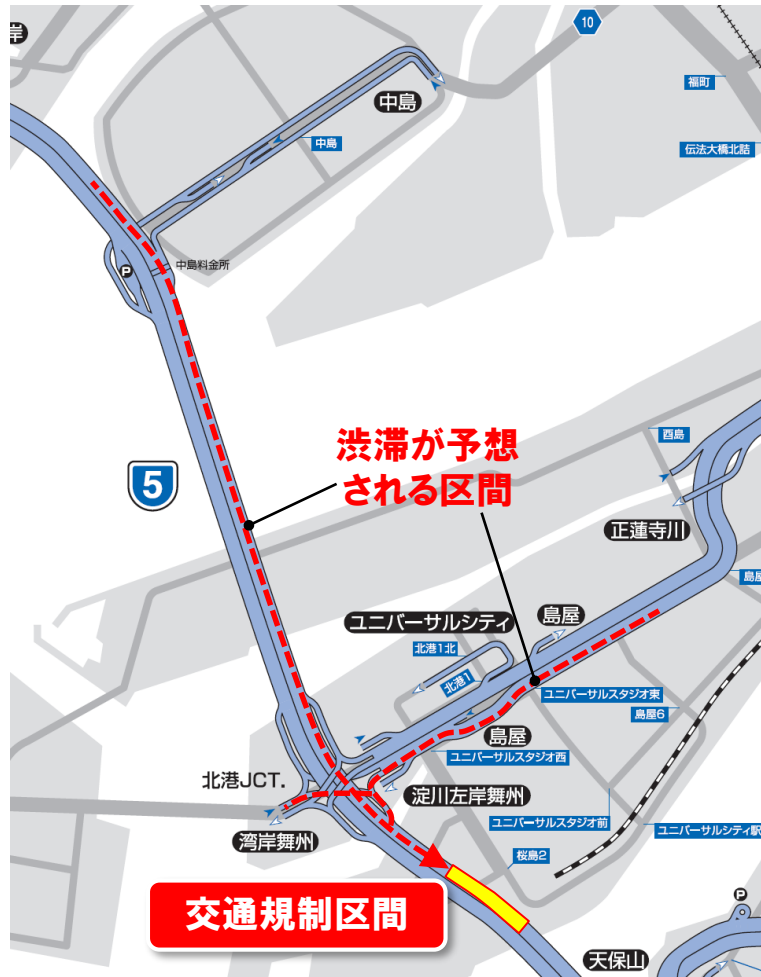 岸
10
福町
中島
中島
伝法大橋北詰
P
中島料金所
渋滞が予想
される区間
5
酉島
正蓮寺川
島屋
ユニバーサルシティ
北港1北
北港1
島屋
ユニバーサルスタジオ東
島屋6
島屋
ユニバーサルスタジオ西
北港JCT.
淀川左岸舞州
湾岸舞州
ユニバーサルスタジオ前
ユニバーサルシティ駅
桜島2
交通規制区間
P
天保山